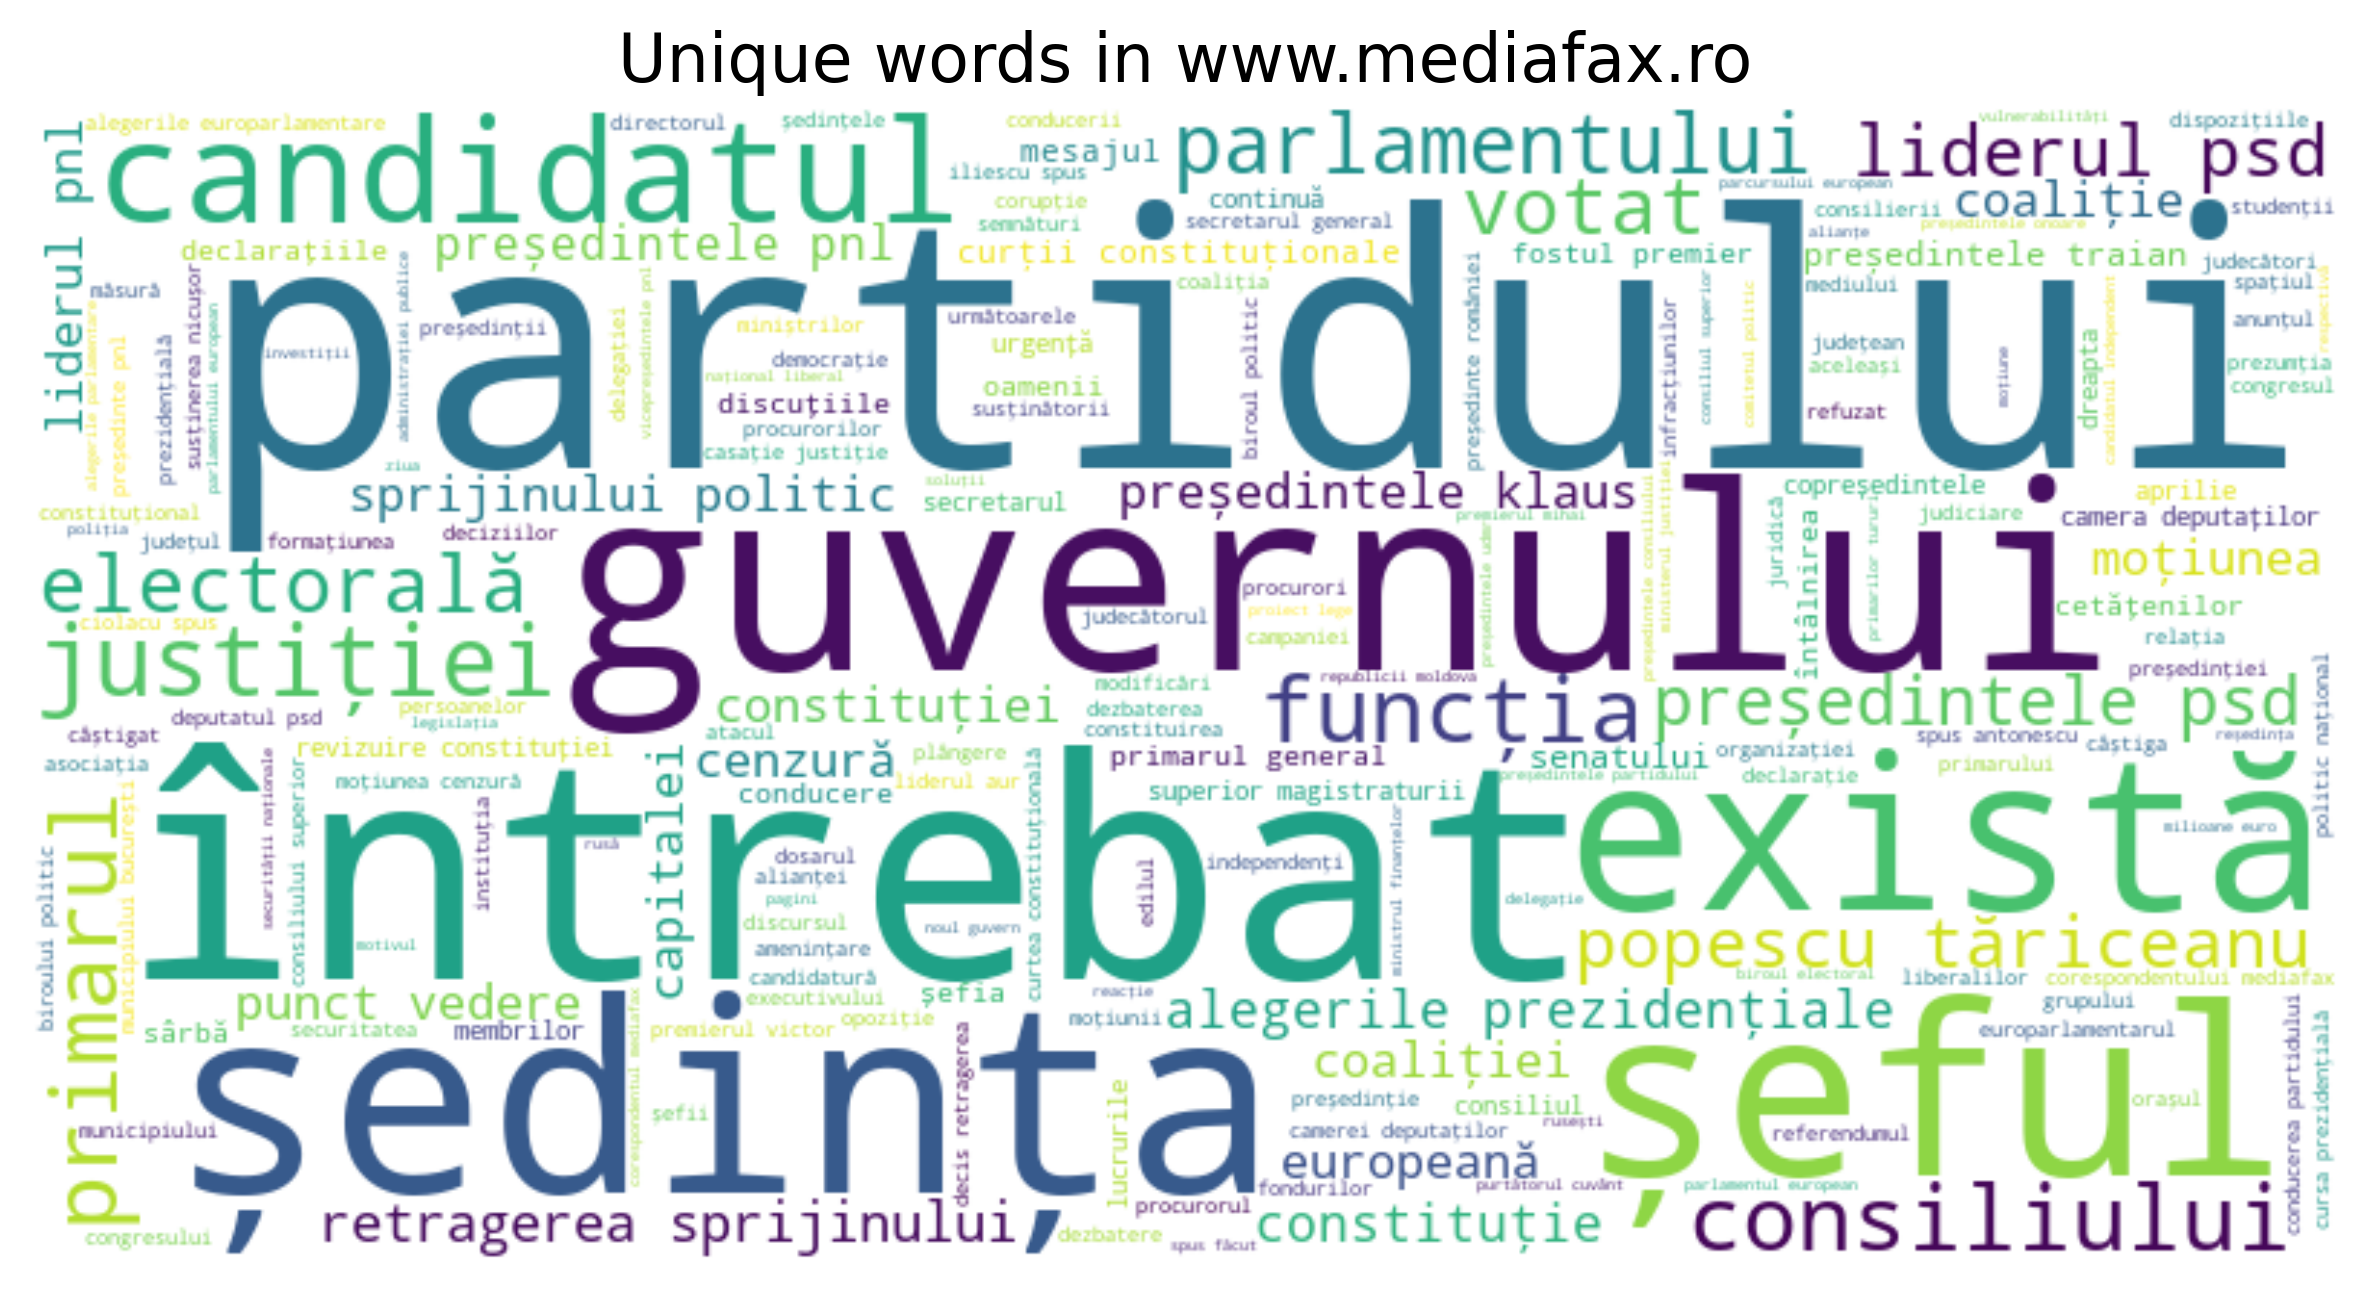 Unique words in www.mediafax.ro
alegerile europarlamentare
directorul
ședințele
conducerii
vulnerabilități
dispozițiile
liderul pnl
candidatul
mesajul
parlamentului
liderul psd
iliescu spus
corupție
continuă
votat
parcursului european
coaliție
semnături
secretarul general
consilierii
studenții
alianțe
președintele onoare
declarațiile
președintele pnl
curții constituționale
fostul premier
președintele traian
judecători
măsură
coaliția
mediului
spațiul
partidului
președinții
miniștrilor
următoarele
anunțul
investiții
democrație
urgență
județean
prezumția
național liberal
oamenii
aceleași
congresul
discuțiile
susținătorii
refuzat
procurorilor
casație justiție
liderul pnl
alegerile parlamentare
președinte pnl
prezidențială
susținerea nicușor
parlamentului european
administrației publice
delegației
vicepreședintele pnl
biroul politic
președinte româniei
infracțiunilor
consiliul superior
comitetul politic
moțiune
dreapta
candidatul independent
respectivă
ziua
sprijinului politic
soluții
secretarul
președintele klaus
copreședintele
aprilie
constituțional
poliția
județul
formațiunea
deciziilor
premierul mihai
judiciare
camera deputaților
electorală
guvernului
moțiunea
procurori
ciolacu spus
judecătorul
proiect lege
cetățenilor
justiției
campaniei
relația
președintele udmr
președintele consiliului
ministerul justiției
juridică
întâlnirea
primarilor tururi
republicii moldova
președinției
persoanelor
constituției
modificări
funcția
președintele psd
deputatul psd
legislația
dezbaterea
câștigat
atacul
constituirea
revizuire constituției
cenzură
plângere
primarul general
senatului
organizației
spus antonescu
câștiga
reședința
asociația
moțiunea cenzură
liderul aur
președintele partidului
declarație
primarului
politic național
conducere
superior magistraturii
întrebat
există
primarul
municipiului bucurești
securității naționale
consiliului superior
instituția
capitalei
rusă
dosarul
alianței
pagini
discursul
amenințare
candidatură
noul guvern
curtea constituțională
edilul
independenți
ministrul finanțelor
delegație
milioane euro
motivul
biroului politic
popescu tăriceanu
biroul electoral
liberalilor
corespondentului mediafax
punct vedere
executivului
șefia
reacție
alegerile prezidențiale
grupului
sârbă
securitatea
membrilor
premierul victor
opoziție
moțiunii
europarlamentarul
corespondentul mediafax
ședința
coaliției
șeful
șefii
decis retragerea
lucrurile
președinție
consiliul
orașul
municipiului
camerei deputaților
rusești
referendumul
europeană
conducerea partidului
cursa prezidențială
fondurilor
purtătorul cuvânt
parlamentul european
procurorul
retragerea sprijinului
constituție
consiliului
congresului
dezbatere
spus făcut